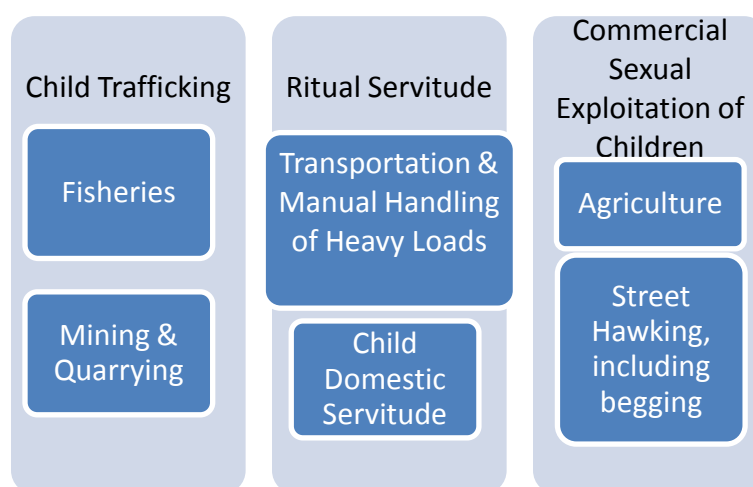 Child Trafficking
Fisheries
Mining &
Quarrying
Ritual Servitude
Transportation &
Manual Handling
of Heavy Loads
Child
Domestic
Servitude
Commercial
Sexual
Exploitation of
Children
Agriculture
Street
Hawking,
including
begging